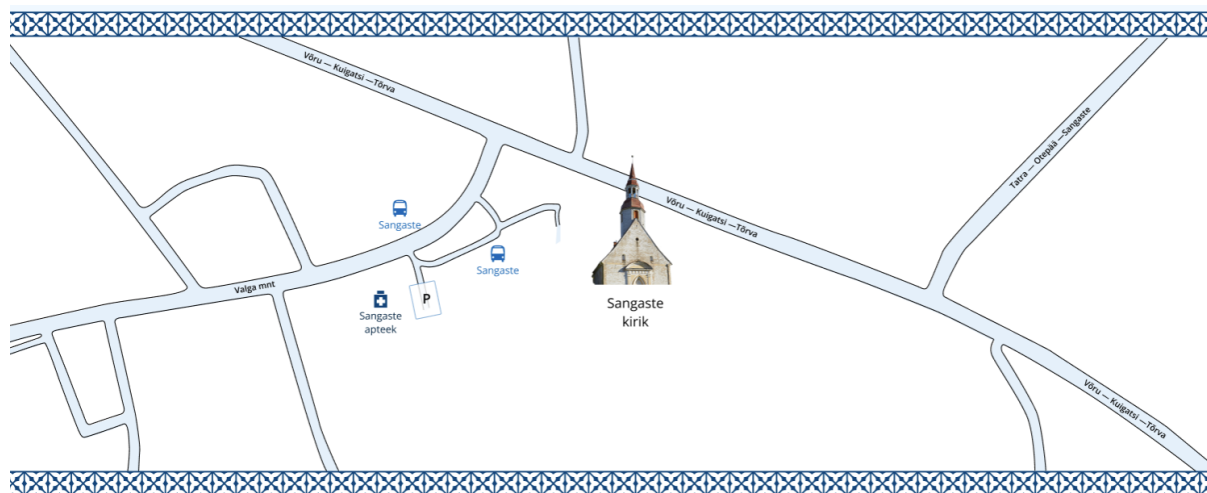 Võru — Kuigatsi —Tõrva
Tatra — Otepää —Sangaste
Võru — Kuigatsi —Tõrva
Sangaste
Sangaste
Valga mnt
P
Sangaste
apteek
Sangaste
kirik
Võru — Kuigatsi —Tõrva